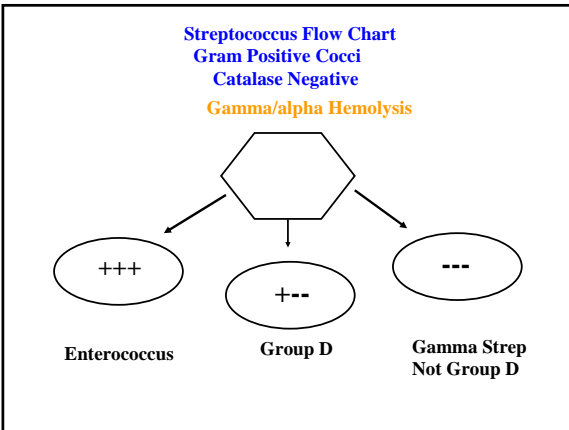 Streptococcus Flow Chart
Gram Positive Cocci
Catalase Negative
Gamma/alpha Hemolysis
+++
+--
---
Enterococcus
Group D
Gamma Strep
Not Group D